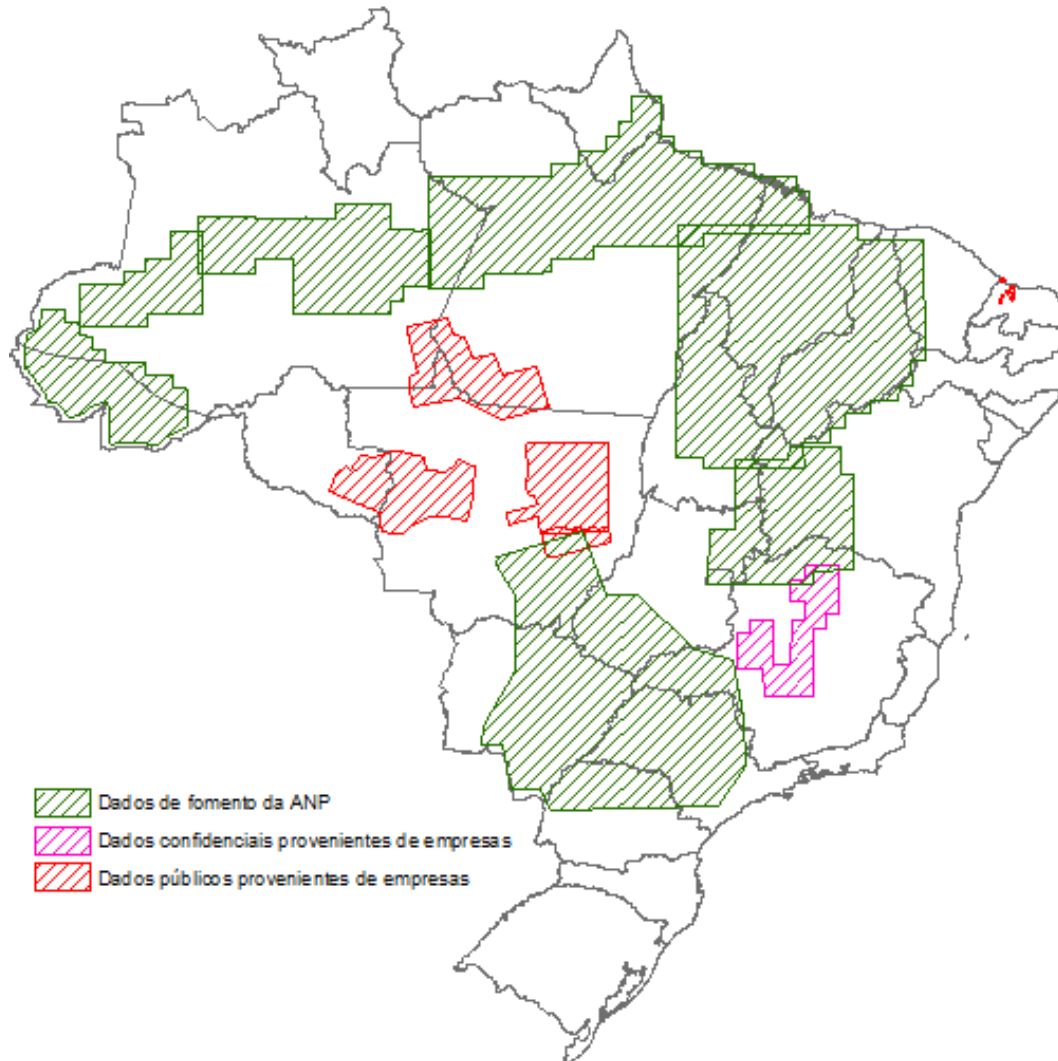 Dados de fomento da ANP
Dados confidenciais provenientes de empresas
Dados públicos provenientes de empresas